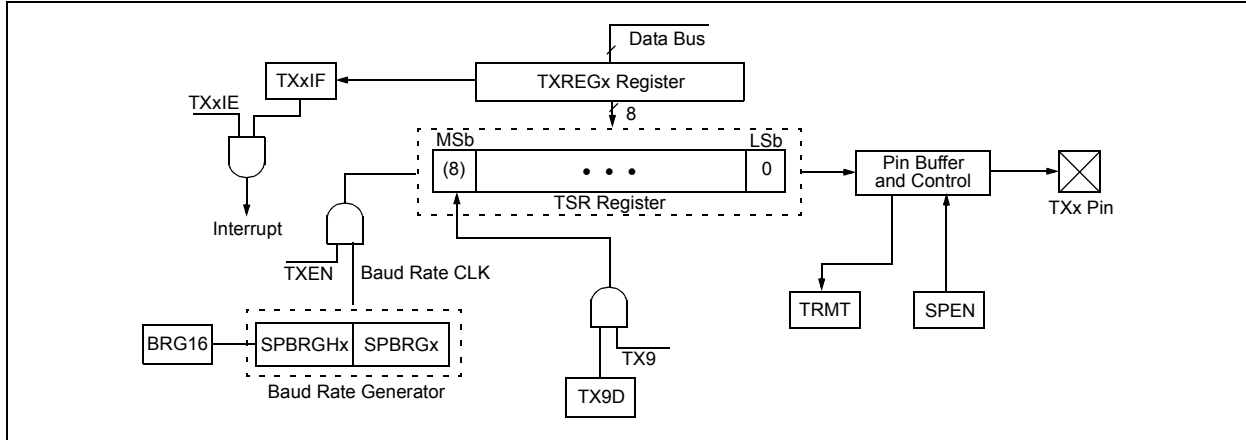 Data Bus
TXxIF
TXREGx Register
TXxIE
8
MSb
LSb
(8)
• • •
0
Pin Buffer
and Control
TSR Register
TXx Pin
Interrupt
TXEN
Baud Rate CLK
TRMT
SPEN
BRG16
SPBRGHx
SPBRGx
TX9
Baud Rate Generator
TX9D